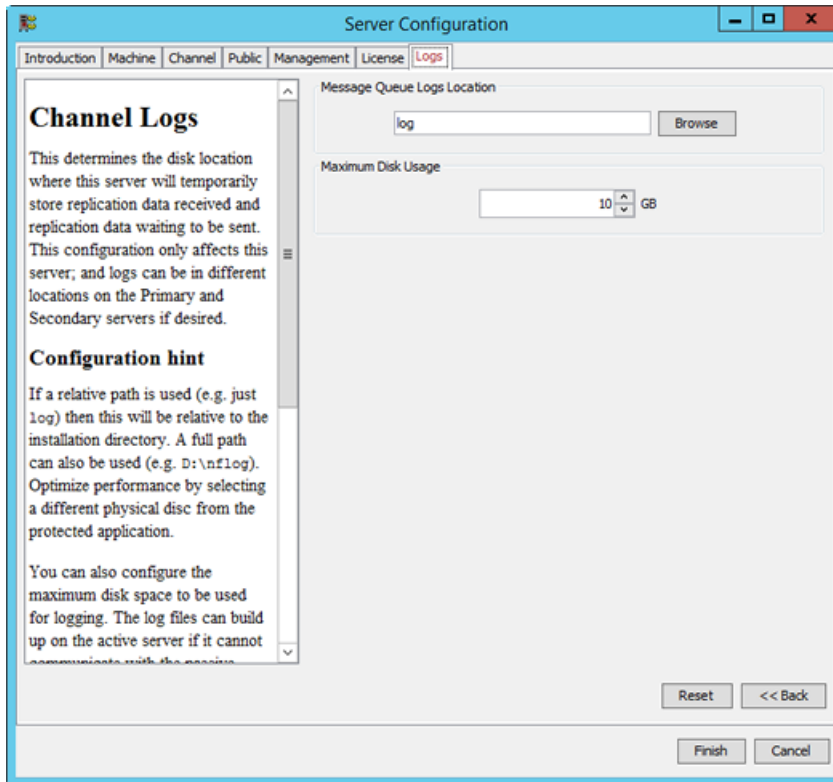 Server Configuration
Introduction Machine Channel Public Management License Logs
Channel Logs
This determines the disk location
where this server will temporarily
store replication data received and
replication data waiting to be sent.
This configuration only affects this
server; and logs can be in different
locations on the Primary and
Secondary servers if desired.
Configuration hint
If a relative path is used (e.g. just
log) then this will be relative to the
installation directory. A full path
can also be used (e.g. D:\nflog).
Optimize performance by selecting
a different physical disc from the
protected application.
You can also configure the
maximum disk space to be used
for logging. The log files can build
up on the active server if it cannot
communicate with the passive
Message Queue Logs Location
log
Browse
Maximum Disk Usage
10 GB
Reset
<< Back
Finish
Cancel